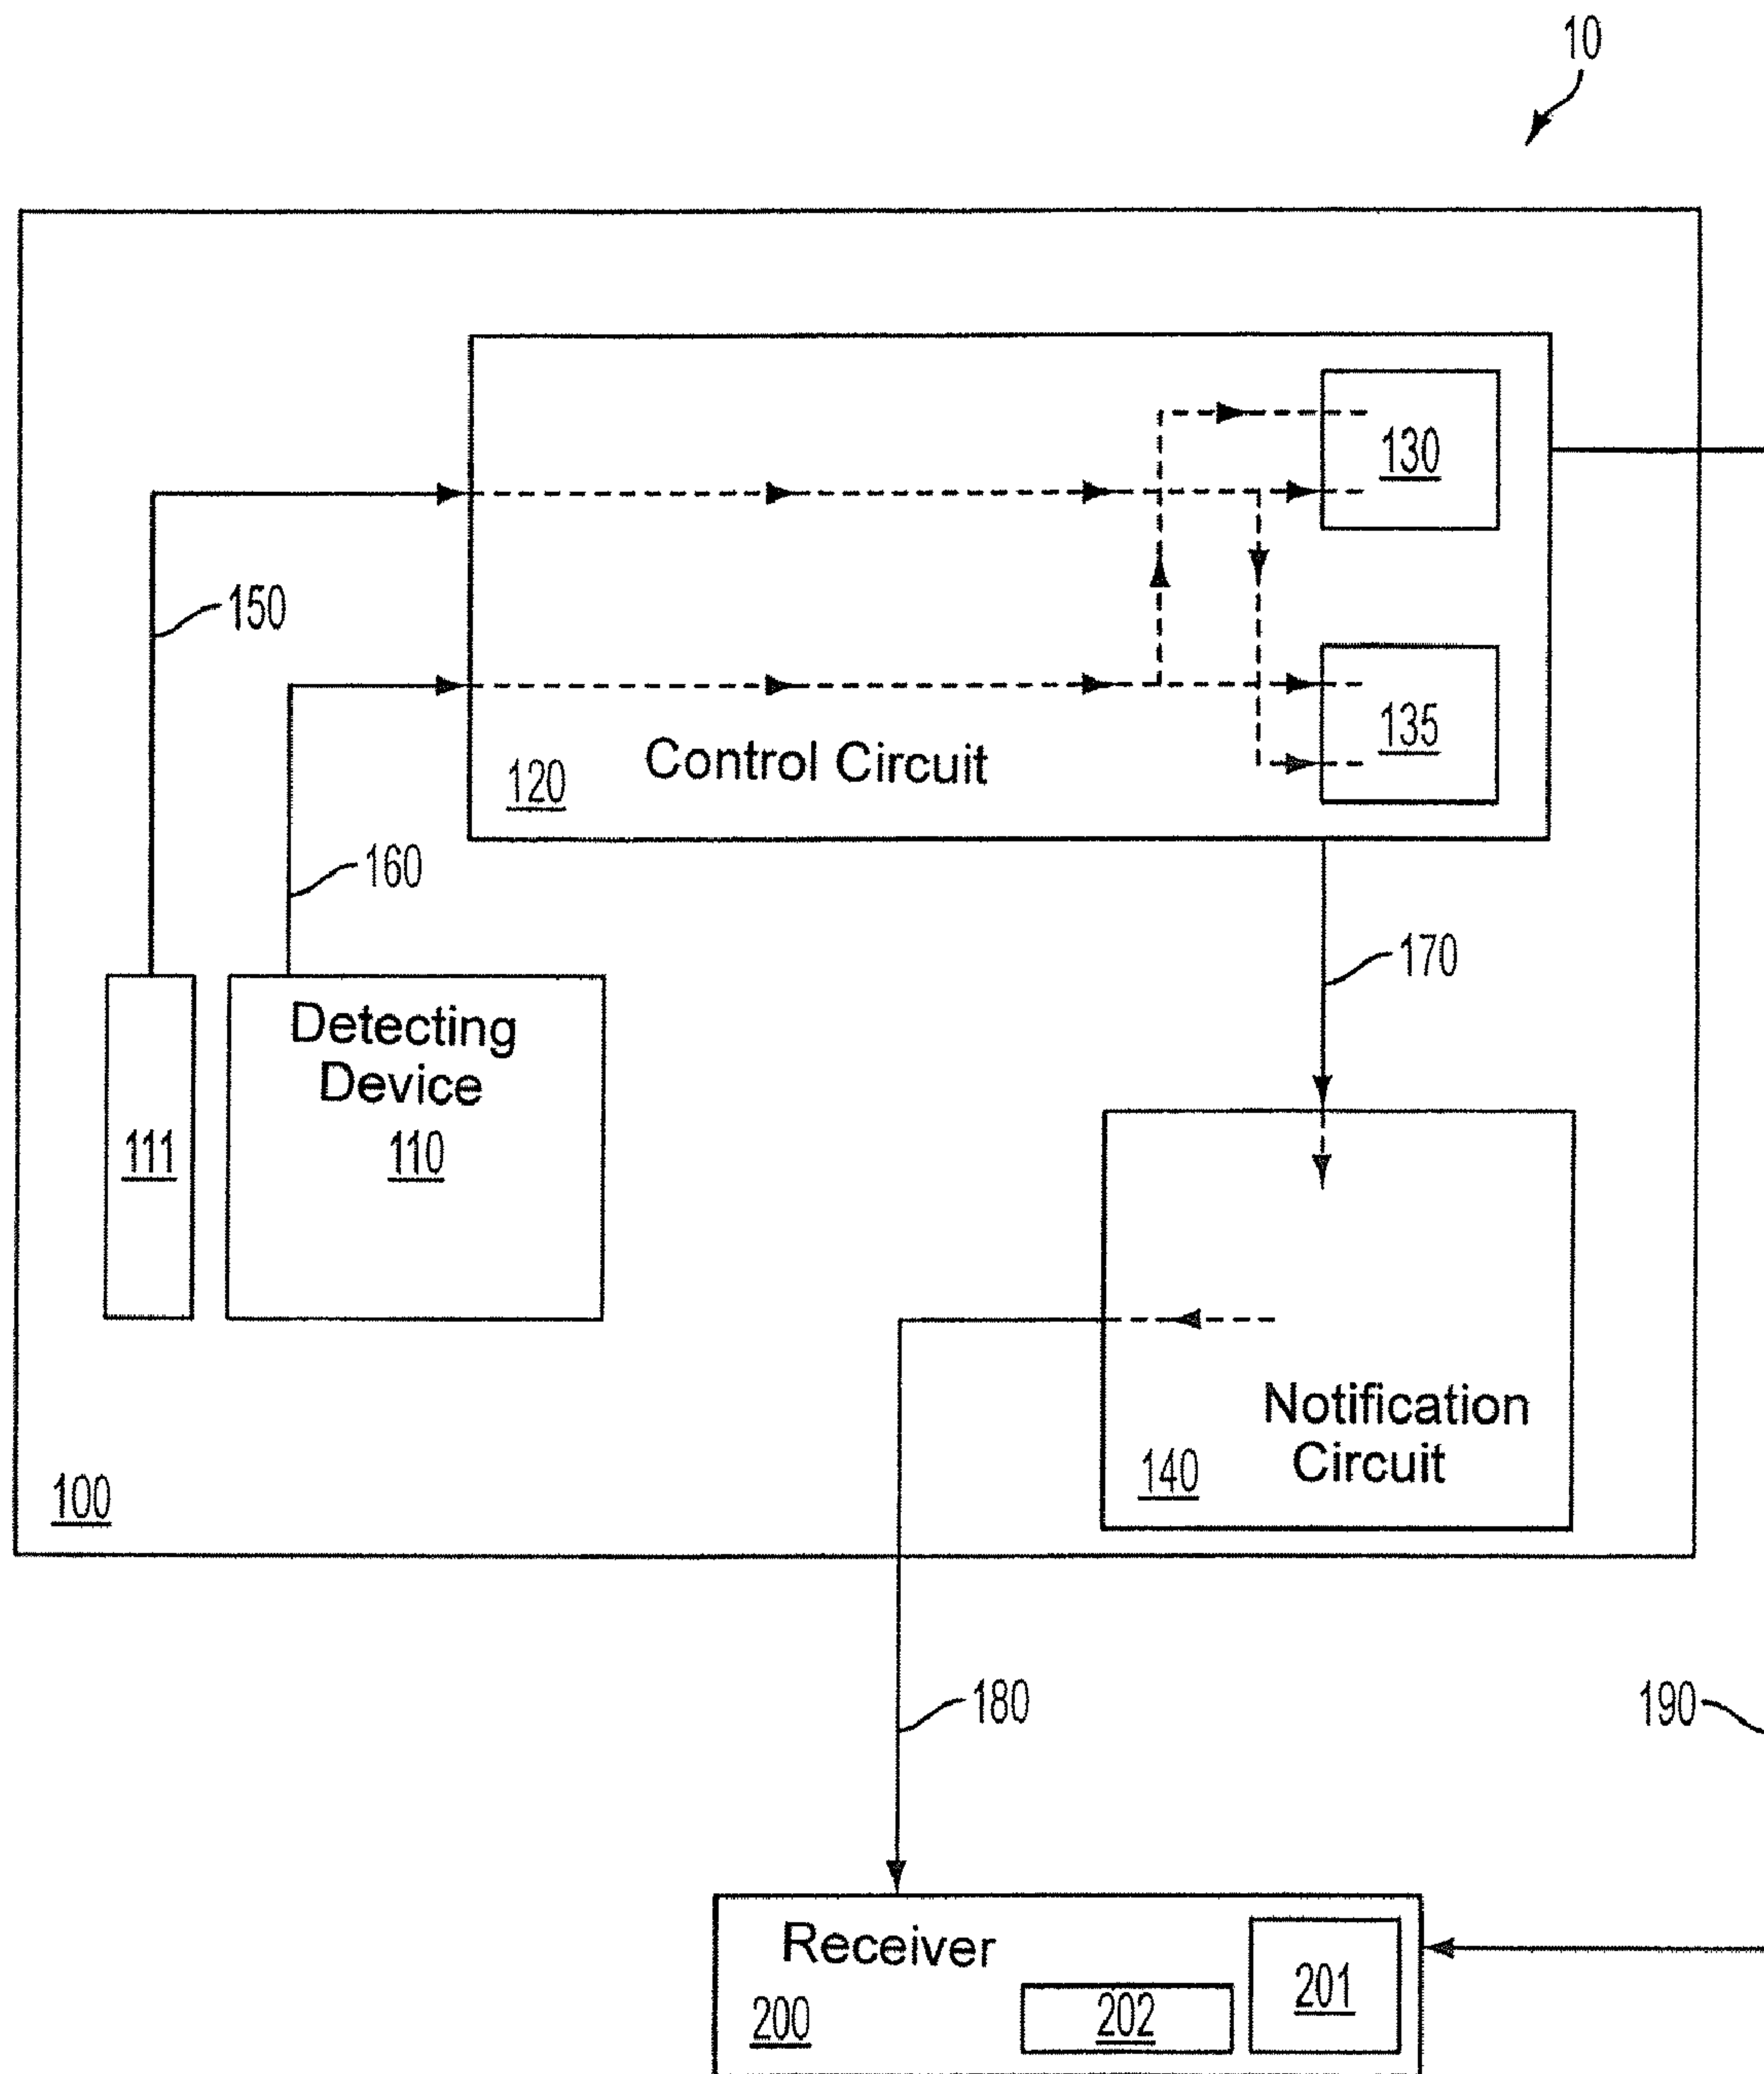 10
130
150
135
Control Circuit
120
160
170
Detecting
Device
111
110
Notification
Circuit
140
100
180
190
Receiver
201
202
200